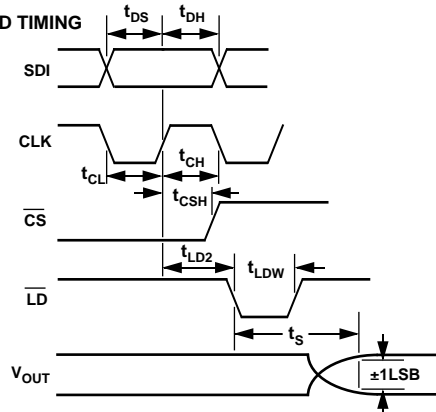 D TIMING
tDS
tDH
SDI
CLK
tCL
tCH
tCSH
CS
tLD2
tLDW
LD
tS
VOUT
±1LSB